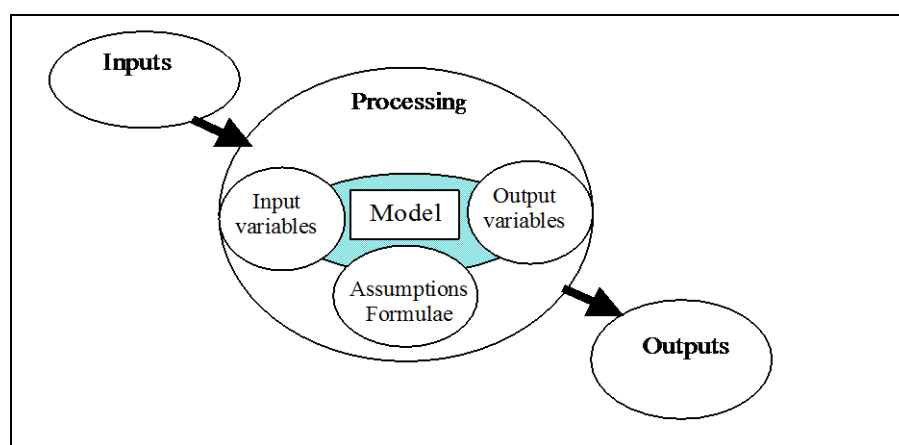 Inputs
Processing
Input
variables
Model
Output
variables
Assumptions
Formulae
Outputs